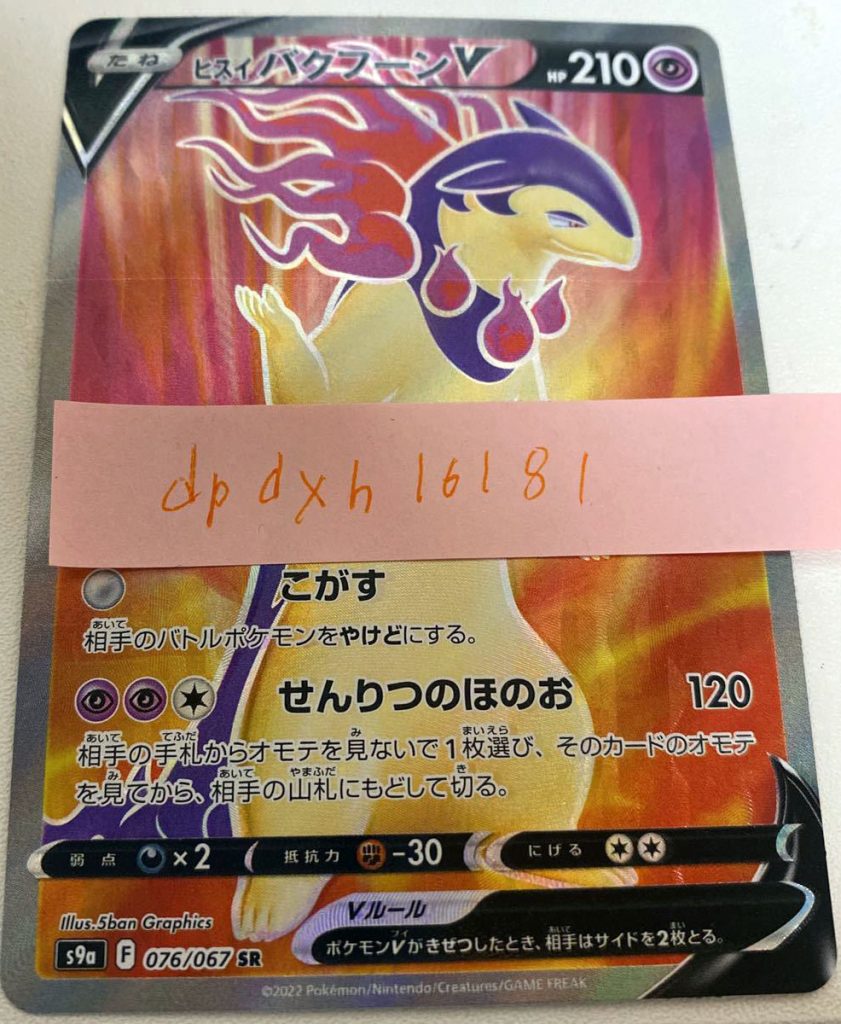 たね ヒスイバクフーンV HP210
dpdxh16181
こがす
相手のバトルポケモンをやけどにする。
せんりつのほのお 120
相手の手札からオモテを見ないで1枚選び、そのカードのオモテ
を見てから、相手の山札にもどして切る。
弱点 ×2 抵抗力 -30 にげる
Illus.5ban Graphics
Vルール
ポケモンVがきぜつしたとき、相手はサイドを2枚とる。
s9a F 076/067 SR
©2022 Pokémon/Nintendo/Creatures/GAME FREAK